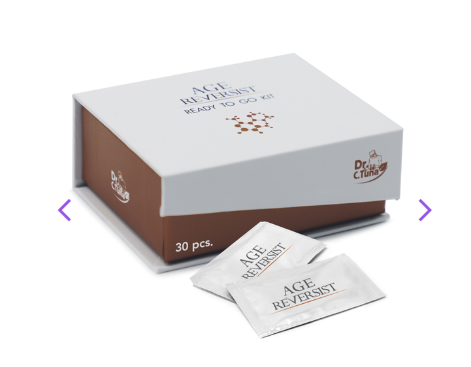 AGE
REVERSIST
READY TO GO KIT
Dr.
C.Tuna
Dr.
C.Tuna
30 pcs.
AGE
REVERSIST
AGE
REVERSIST